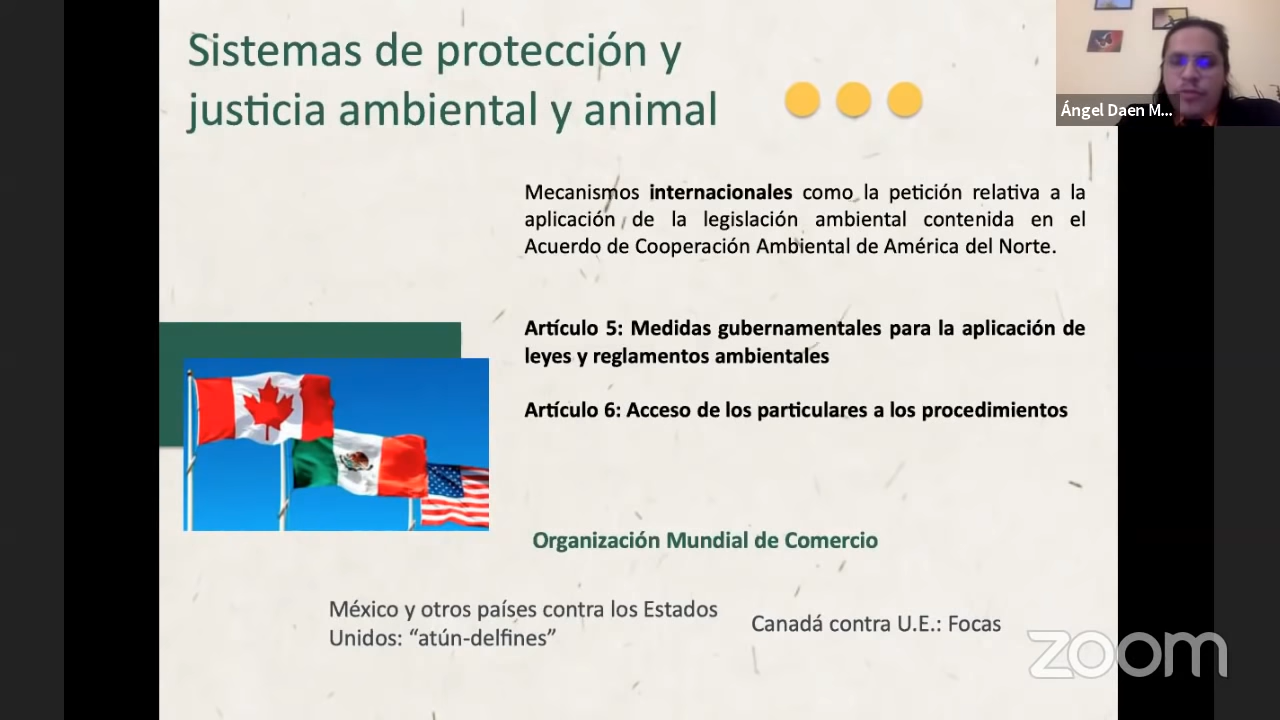 Sistemas de protección y
justicia ambiental y animal
Ángel Daen M...
Mecanismos internacionales como la petición relativa a la
aplicación de la legislación ambiental contenida en el
Acuerdo de Cooperación Ambiental de América del Norte.
Artículo 5: Medidas gubernamentales para la aplicación de
leyes y reglamentos ambientales
Artículo 6: Acceso de los particulares a los procedimientos
Organización Mundial de Comercio
México y otros países contra los Estados
Unidos: “atún-delfines”
Canadá contra U.E.: Focas
zoom